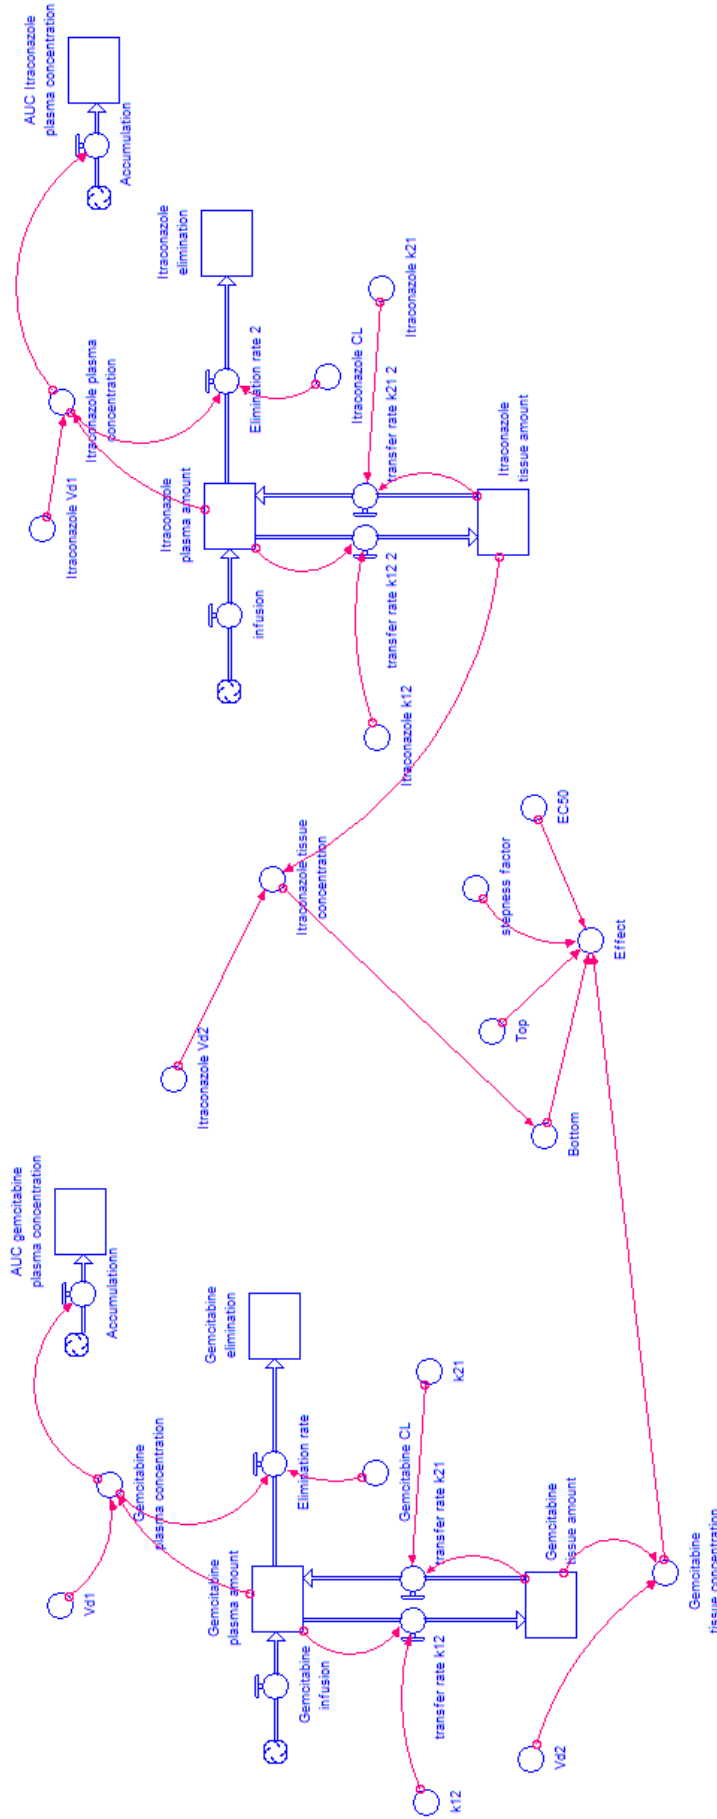 AUC Itraconazole
plasma concentration
Accumulation
Itraconazole Vd1
Itraconazole plasma
concentration
Itraconazole
elimination
Elimination rate 2
Itraconazole CL
Itraconazole
plasma amount
infusion
Itraconazole k21
transfer rate k21 2
transfer rate k12 2
Itraconazole k12
Itraconazole
tissue amount
Itraconazole tissue
concentration
Itraconazole Vd2
EC50
stepness factor
Top
Bottom
Effect
AUC gemcitabine
plasma concentration
Accumulationn
Vd1
Gemcitabine
plasma concentration
Gemcitabine
elimination
Elimination rate
Gemcitabine CL
Gemcitabine
plasma amount
Gemcitabine
infusion
k21
transfer rate k21
transfer rate k12
k12
Gemcitabine
tissue amount
Vd2
Gemcitabine
tissue concentration